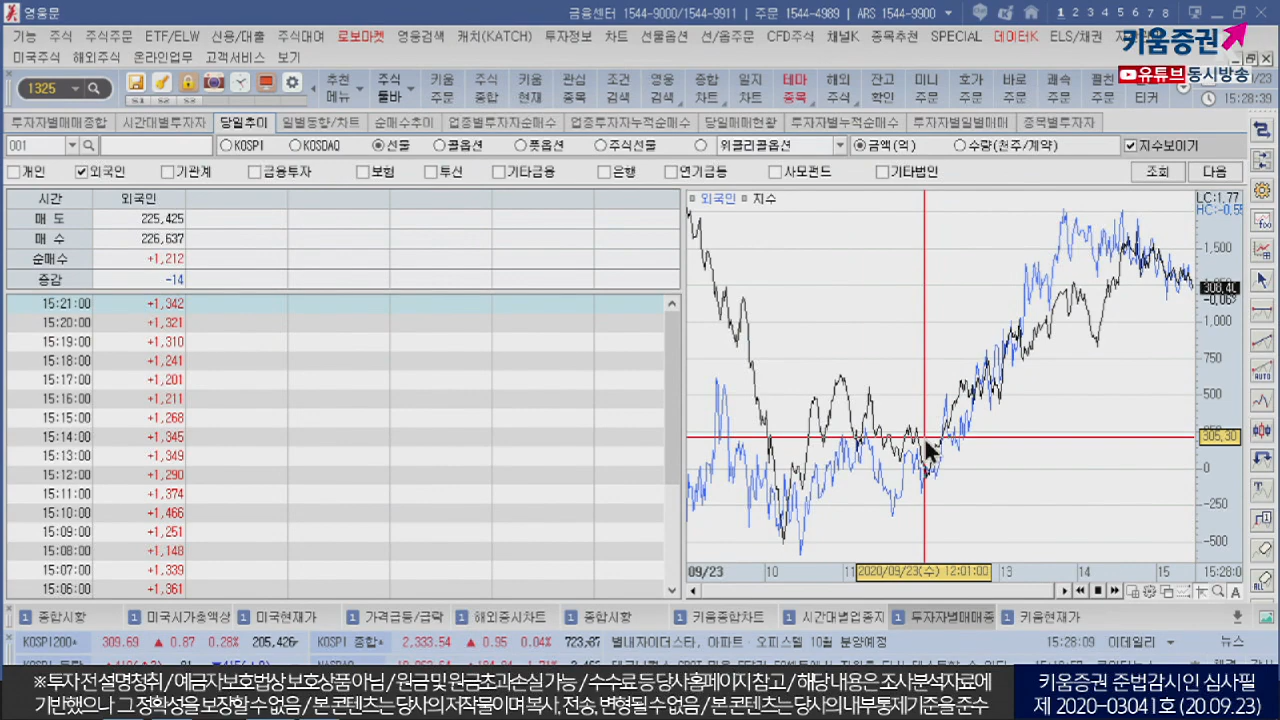 영웅문 금융센터 1544-9000/1544-9911 | 주문 1544-4989 | ARS 1544-9900 1 2 3 4 5 6 7 8
기능 주식 주식주문 ETF/ELW 신용/대출 주식대여 로보마켓 영웅검색 캐치(KATCH) 투자정보 차트 선물옵션 선/옵주문 CFD주식 채널K 종목추천 SPECIAL 데이터K ELS/채권
미국주식 해외주식 온라인업무 고객서비스 보기
키움증권
유튜브 동시방송
1325 추천메뉴 주식툴바 키움주문 주식종합 키움현재 관심종목 조건검색 영웅검색 종합차트 일지차트 테마종목 해외주식 잔고확인 미니주문 호가주문 바로주문 쾌속주문
15:28:39
투자자별매매종합 시간대별투자자 당일추이 일별동향/차트 순매수추이 업종별투자자순매수 업종투자자누적순매수 당일매매현황 투자자별누적순매수 투자자별일별매매 종목별투자자
001 KOSPI KOSDAQ 선물 콜옵션 풋옵션 주식선물 위클리콜옵션 금액(억) 수량(천주/계약) 지수보이기
개인 외국인 기관계 금융투자 보험 투신 기타금융 은행 연기금등 사모펀드 기타법인 조회 다음
시간 외국인
매 도 225,425
매 수 226,637
순매수 +1,212
증감 -14
15:21:00 +1,342
15:20:00 +1,321
15:19:00 +1,310
15:18:00 +1,241
15:17:00 +1,201
15:16:00 +1,211
15:15:00 +1,268
15:14:00 +1,345
15:13:00 +1,349
15:12:00 +1,290
15:11:00 +1,374
15:10:00 +1,466
15:09:00 +1,251
15:08:00 +1,148
15:07:00 +1,339
15:06:00 +1,361
외국인 지수
LC:1.77
HC:-0.55
1,500
308.40
-0.06%
1,000
750
500
305.30
0
-250
-500
09/23 10 11 2020/09/23(수) 12:01:00 13 14 15 15:28:0
AUTO
1 종합시황 1 미국시가총액상 1 미국현재가 1 가격급등/급락 1 해외증시차트 1 종합시황 1 키움종합차트 1 시간대별업종지 1 투자자별매매종 1 키움현재가
KOSPI200 309.69 ▲ 0.87 0.28% 205,426 KOSPI 종합 2,333.54 ▲ 0.95 0.04% 723,87 별내자이더스타, 아파트·오피스텔 10월 분양예정 15:28:09 이데일리 뉴스
※투자 전 설명청취 / 예금자보호법상 보호상품 아님 / 원금 및 원금초과손실 가능 / 수수료 등 당사홈페이지 참고 / 해당 내용은 조사분석자료에
기반했으나 그 정확성을 보장할 수 없음 / 본 콘텐츠는 당사의 저작물이며 복사, 전송, 변형될 수 없음 / 본 콘텐츠는 당사의 내부통제기준을 준수
키움증권 준법감시인 심사필
제 2020-03041호 (20.09.23)